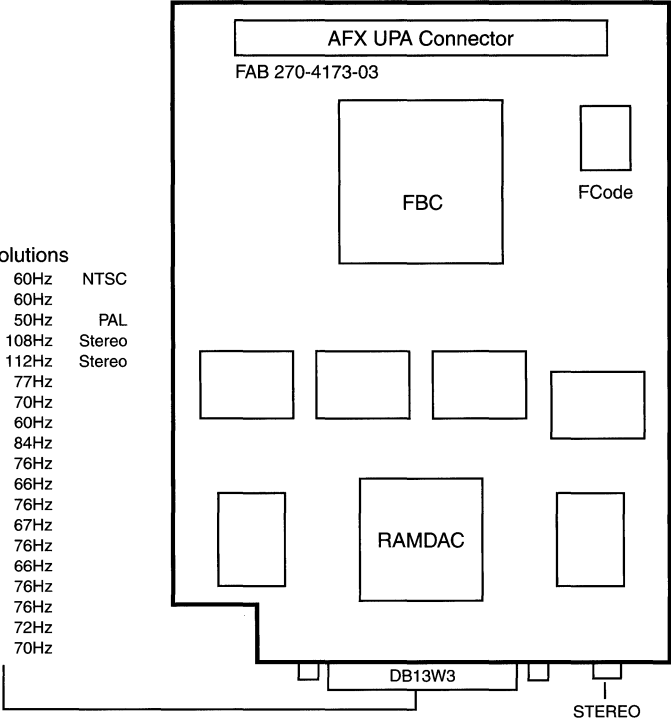 AFX UPA Connector
FAB 270-4173-03
FBC
FCode
olutions
60Hz NTSC
60Hz
50Hz PAL
108Hz Stereo
112Hz Stereo
77Hz
70Hz
60Hz
84Hz
76Hz
66Hz
76Hz
67Hz
76Hz
66Hz
76Hz
76Hz
72Hz
70Hz
RAMDAC
DB13W3
STEREO